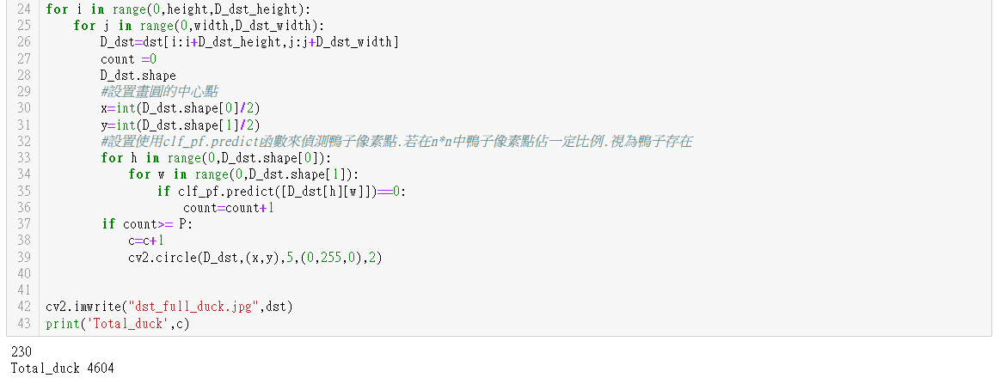 24 for i in range(0,height,D_dst_height):
25     for j in range(0,width,D_dst_width):
26         D_dst=dst[i:i+D_dst_height,j:j+D_dst_width]
27         count =0
28         D_dst.shape
29         #設置畫圓的中心點
30         x=int(D_dst.shape[0]/2)
31         y=int(D_dst.shape[1]/2)
32         #設置使用clf_pf.predict函數來偵測鴨子像素點.若在n*n中鴨子像素點佔一定比例.視為鴨子存在
33         for h in range(0,D_dst.shape[0]):
34             for w in range(0,D_dst.shape[1]):
35                 if clf_pf.predict([D_dst[h][w]])==0:
36                     count=count+1
37         if count>= P:
38             c=c+1
39             cv2.circle(D_dst,(x,y),5,(0,255,0),2)
40
41
42 cv2.imwrite("dst_full_duck.jpg",dst)
43 print('Total_duck',c)
230
Total_duck 4604